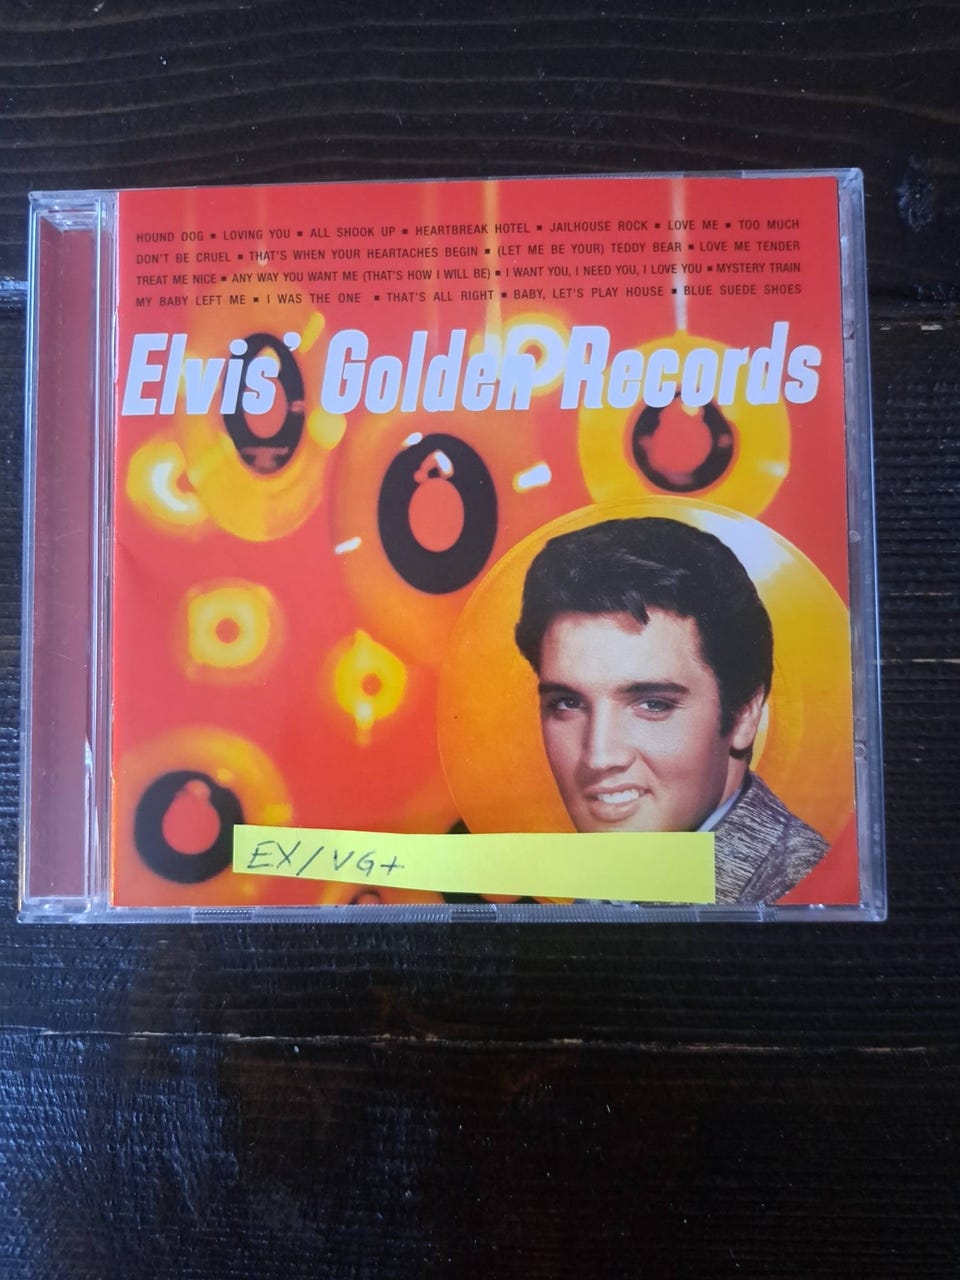 HOUND DOG ▪ LOVING YOU ▪ ALL SHOOK UP ▪ HEARTBREAK HOTEL ▪ JAILHOUSE ROCK ▪ LOVE ME ▪ TOO MUCH
DON'T BE CRUEL ▪ THAT'S WHEN YOUR HEARTACHES BEGIN ▪ (LET ME BE YOUR) TEDDY BEAR ▪ LOVE ME TENDER
TREAT ME NICE ▪ ANY WAY YOU WANT ME (THAT'S HOW I WILL BE) ▪ I WANT YOU, I NEED YOU, I LOVE YOU ▪ MYSTERY TRAIN
MY BABY LEFT ME ▪ I WAS THE ONE ▪ THAT'S ALL RIGHT ▪ BABY, LET'S PLAY HOUSE ▪ BLUE SUEDE SHOES
Elvis' Golden Records
EX/VG+